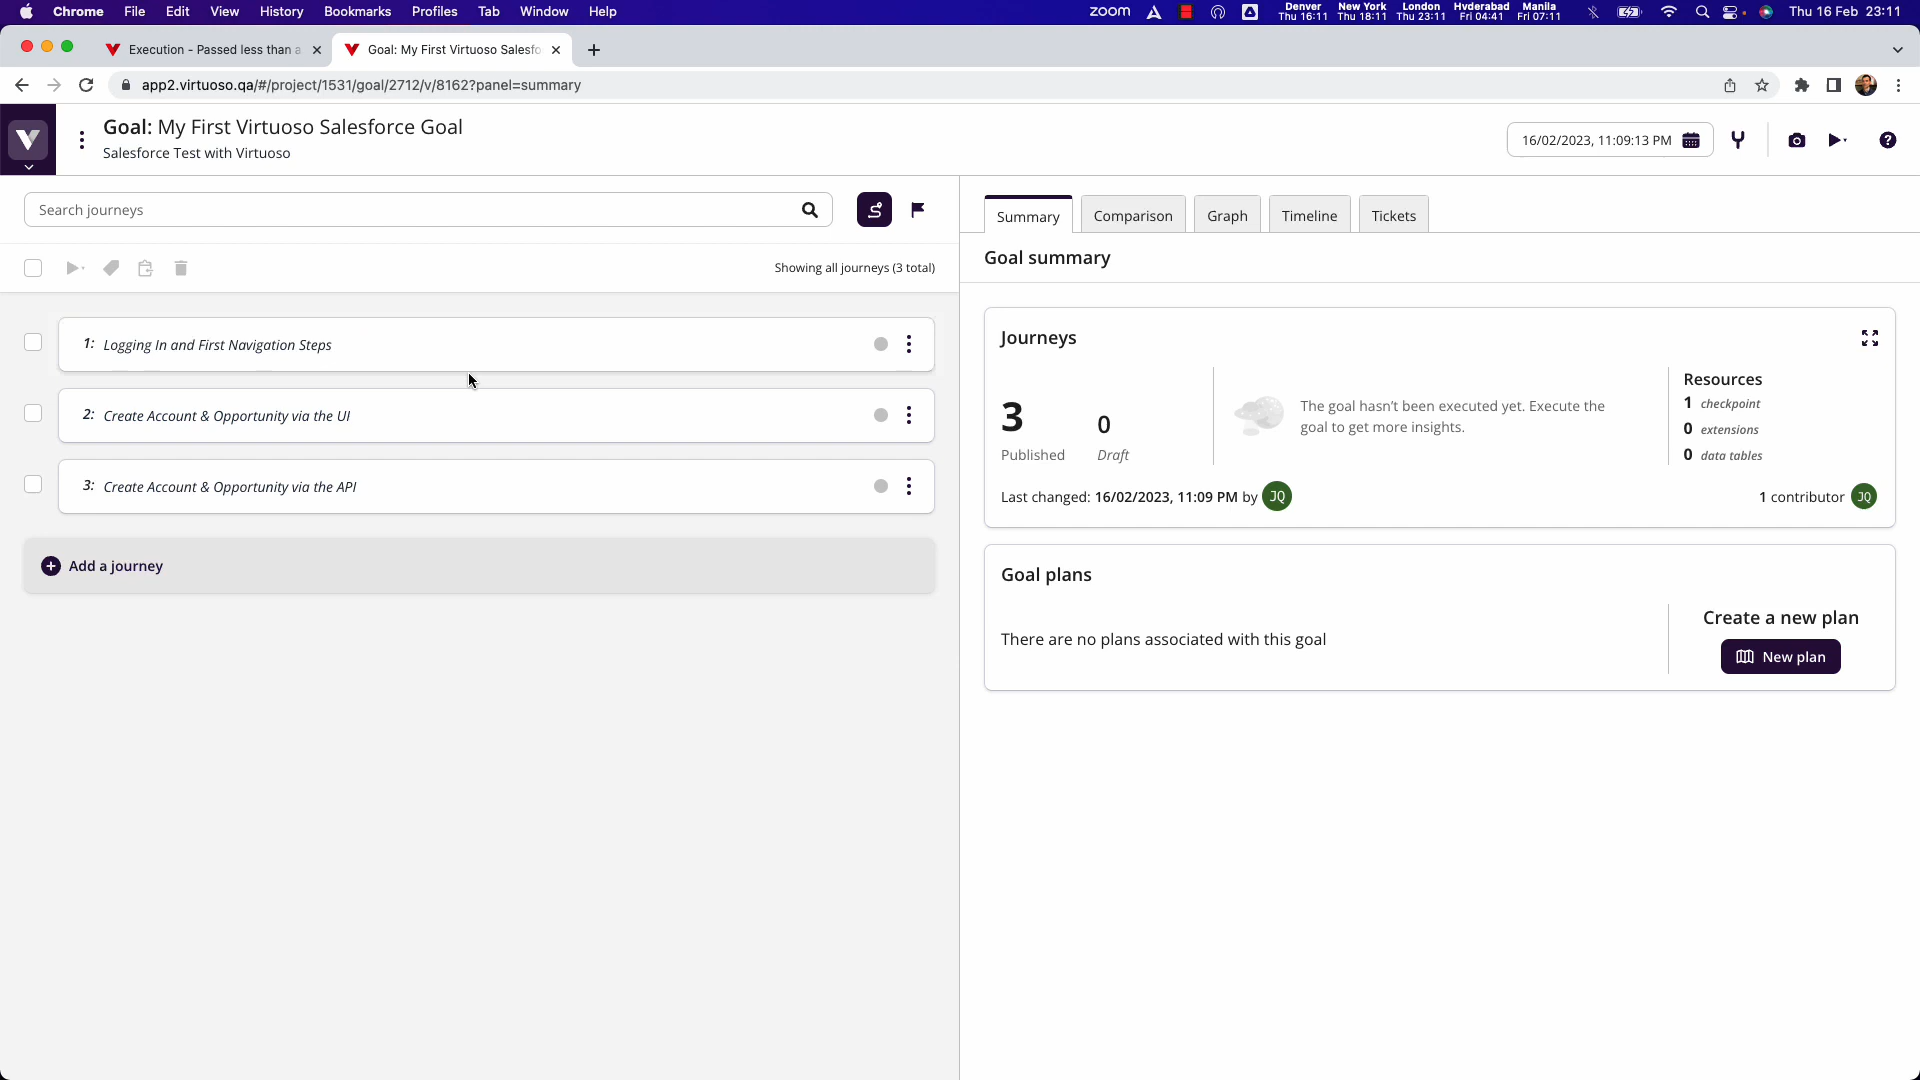 Chrome File Edit View History Bookmarks Profiles Tab Window Help
zoom
Denver New York London Hyderabad Manila
Thu 16:11 Thu 18:11 Thu 23:11 Fri 04:41 Fri 07:11
Thu 16 Feb 23:11
Execution - Passed less than a
Goal: My First Virtuoso Salesfo
app2.virtuoso.qa/#/project/1531/goal/2712/v/8162?panel=summary
Goal: My First Virtuoso Salesforce Goal
Salesforce Test with Virtuoso
16/02/2023, 11:09:13 PM
Search journeys
Showing all journeys (3 total)
1: Logging In and First Navigation Steps
2: Create Account & Opportunity via the UI
3: Create Account & Opportunity via the API
Add a journey
Summary Comparison Graph Timeline Tickets
Goal summary
Journeys
3
Published
0
Draft
The goal hasn't been executed yet. Execute the
goal to get more insights.
Resources
1 checkpoint
0 extensions
0 data tables
Last changed: 16/02/2023, 11:09 PM by JQ
1 contributor JQ
Goal plans
There are no plans associated with this goal
Create a new plan
New plan